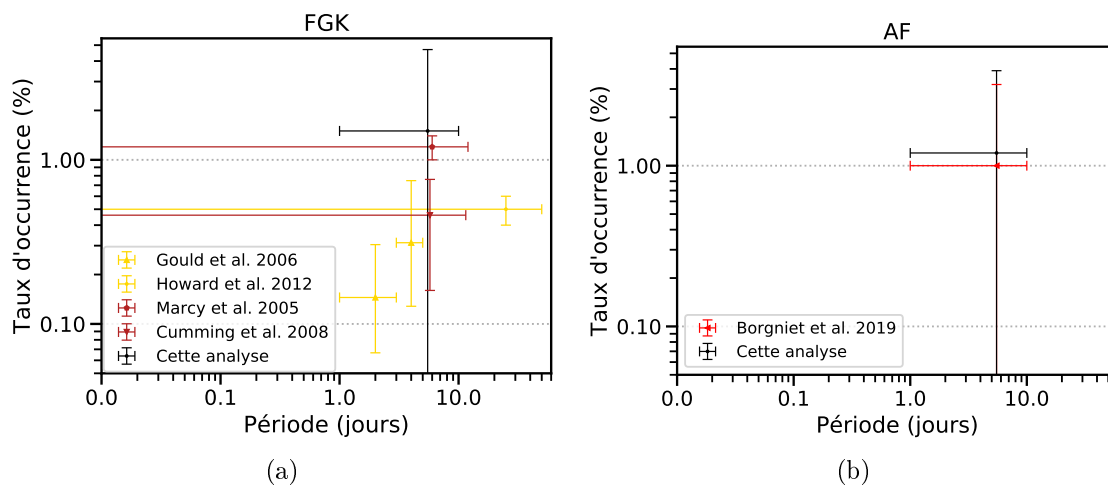 FGK
Taux d'occurrence (%)
1.00
0.10
Gould et al. 2006
Howard et al. 2012
Marcy et al. 2005
Cumming et al. 2008
Cette analyse
0.0
0.1
1.0
10.0
Période (jours)
(a)
AF
Taux d'occurrence (%)
1.00
0.10
Borgniet et al. 2019
Cette analyse
0.0
0.1
1.0
10.0
Période (jours)
(b)